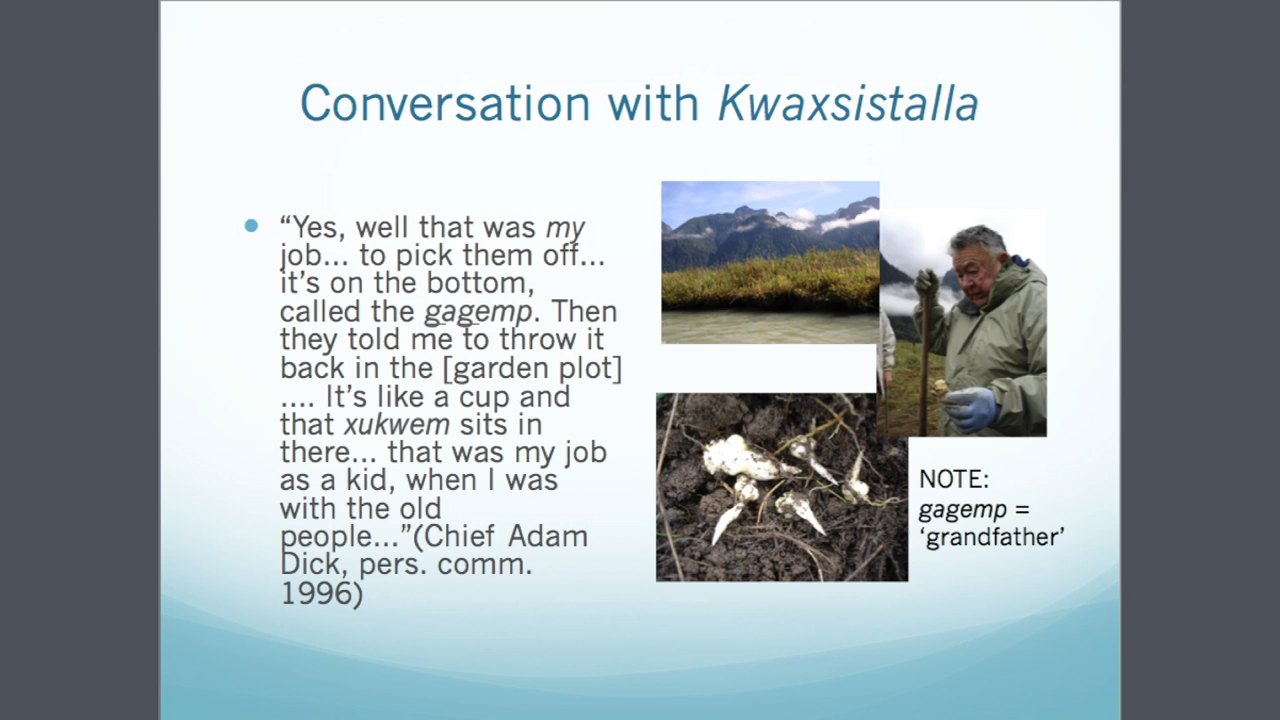 Conversation with Kwaxsistalla
“Yes, well that was my
job... to pick them off...
it’s on the bottom,
called the gagemp. Then
they told me to throw it
back in the [garden plot]
.... It’s like a cup and
that xukwem sits in
there... that was my job
as a kid, when I was
with the old
people...”(Chief Adam
Dick, pers. comm.
1996)
NOTE:
gagemp =
‘grandfather’